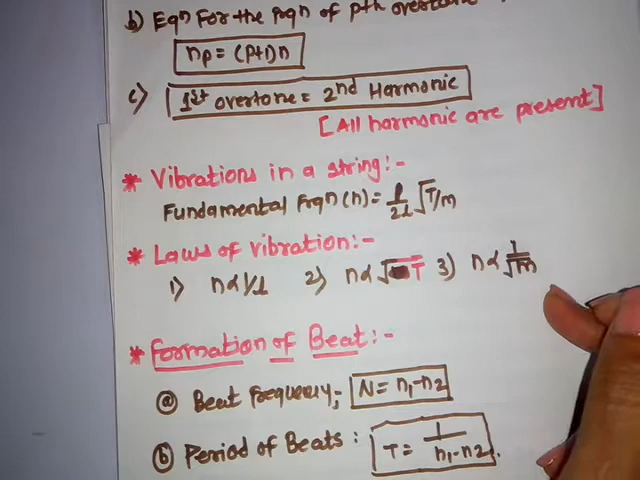 b) Eqn For the Frqn of pth overtone
np = (p+1)n
c) 1st overtone = 2nd Harmonic
[All harmonic are present]
* Vibrations in a string:-
Fundamental Frqn (n) = 1/2l √T/m
* Laws of vibration:-
1) n α 1/l 2) n α √T 3) n α 1/√m
* Formation of Beat:-
ⓐ Beat frequency:- N = n1-n2
ⓑ Period of Beats: T = 1/n1-n2.